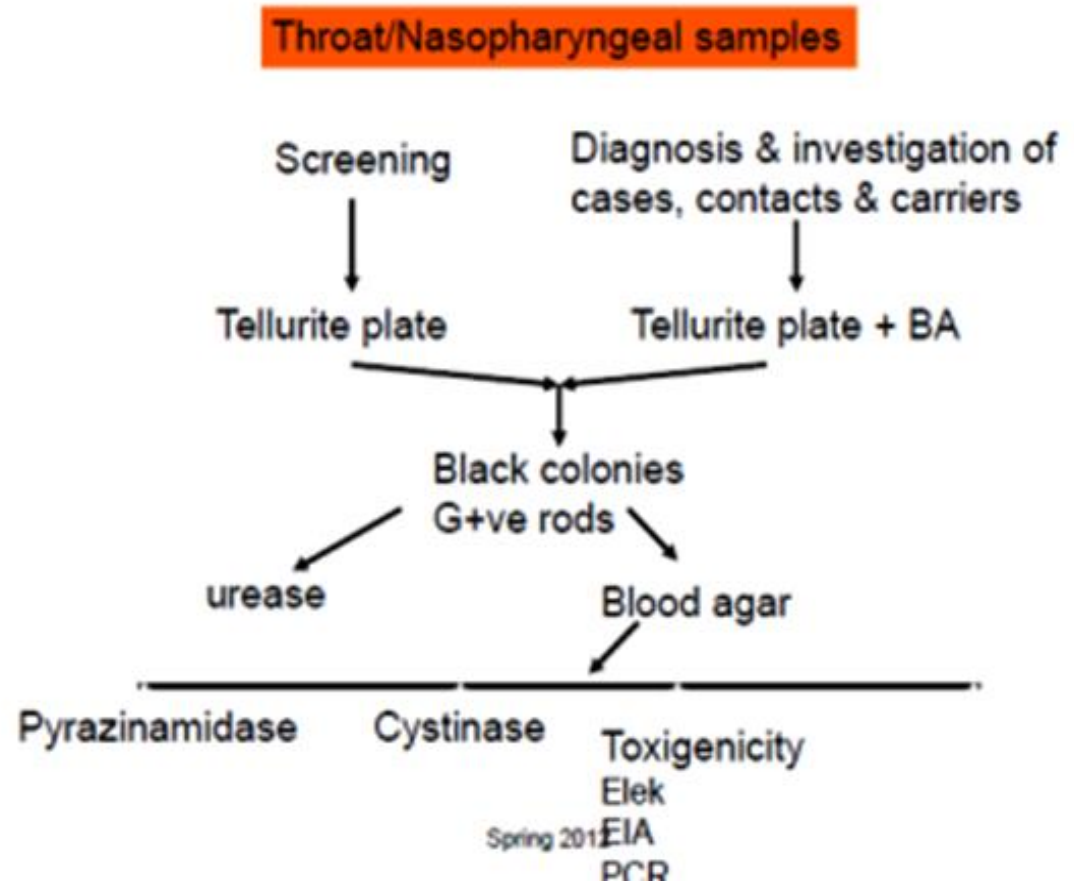 Throat/Nasopharyngeal samples
Screening
Diagnosis & investigation of
cases, contacts & carriers
Tellurite plate
Tellurite plate + BA
Black colonies
G+ve rods
urease
Blood agar
Pyrazinamidase
Cystinase
Toxigenicity
Elek
EIA
PCR
Spring